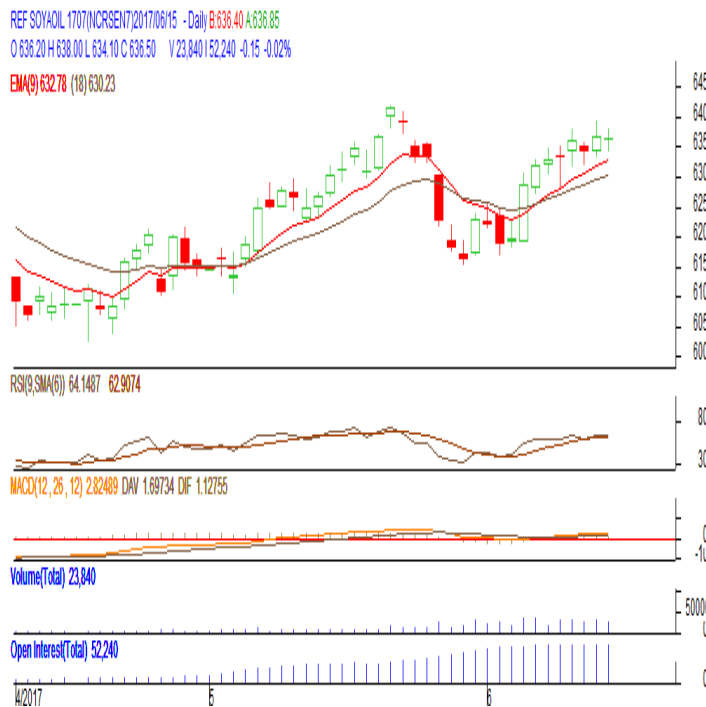 REF SOYAOIL 1707(NCRSEN7)2017/06/15 - Daily B:636.40 A:636.85
O 636.20 H 638.00 L 634.10 C 636.50 V 23,840 I 52,240 -0.15 -0.02%
EMA(9) 632.78 (18) 630.23
645
640
635
630
625
620
615
610
605
600
RSI(9,SMA(6)) 64.1487 62.9074
80
30
MACD(12, 26, 12) 2.82489 DAV 1.69734 DIF 1.12755
0
-10
Volume(Total) 23,840
50000
0
Open Interest(Total) 52,240
0
4/2017 5 6